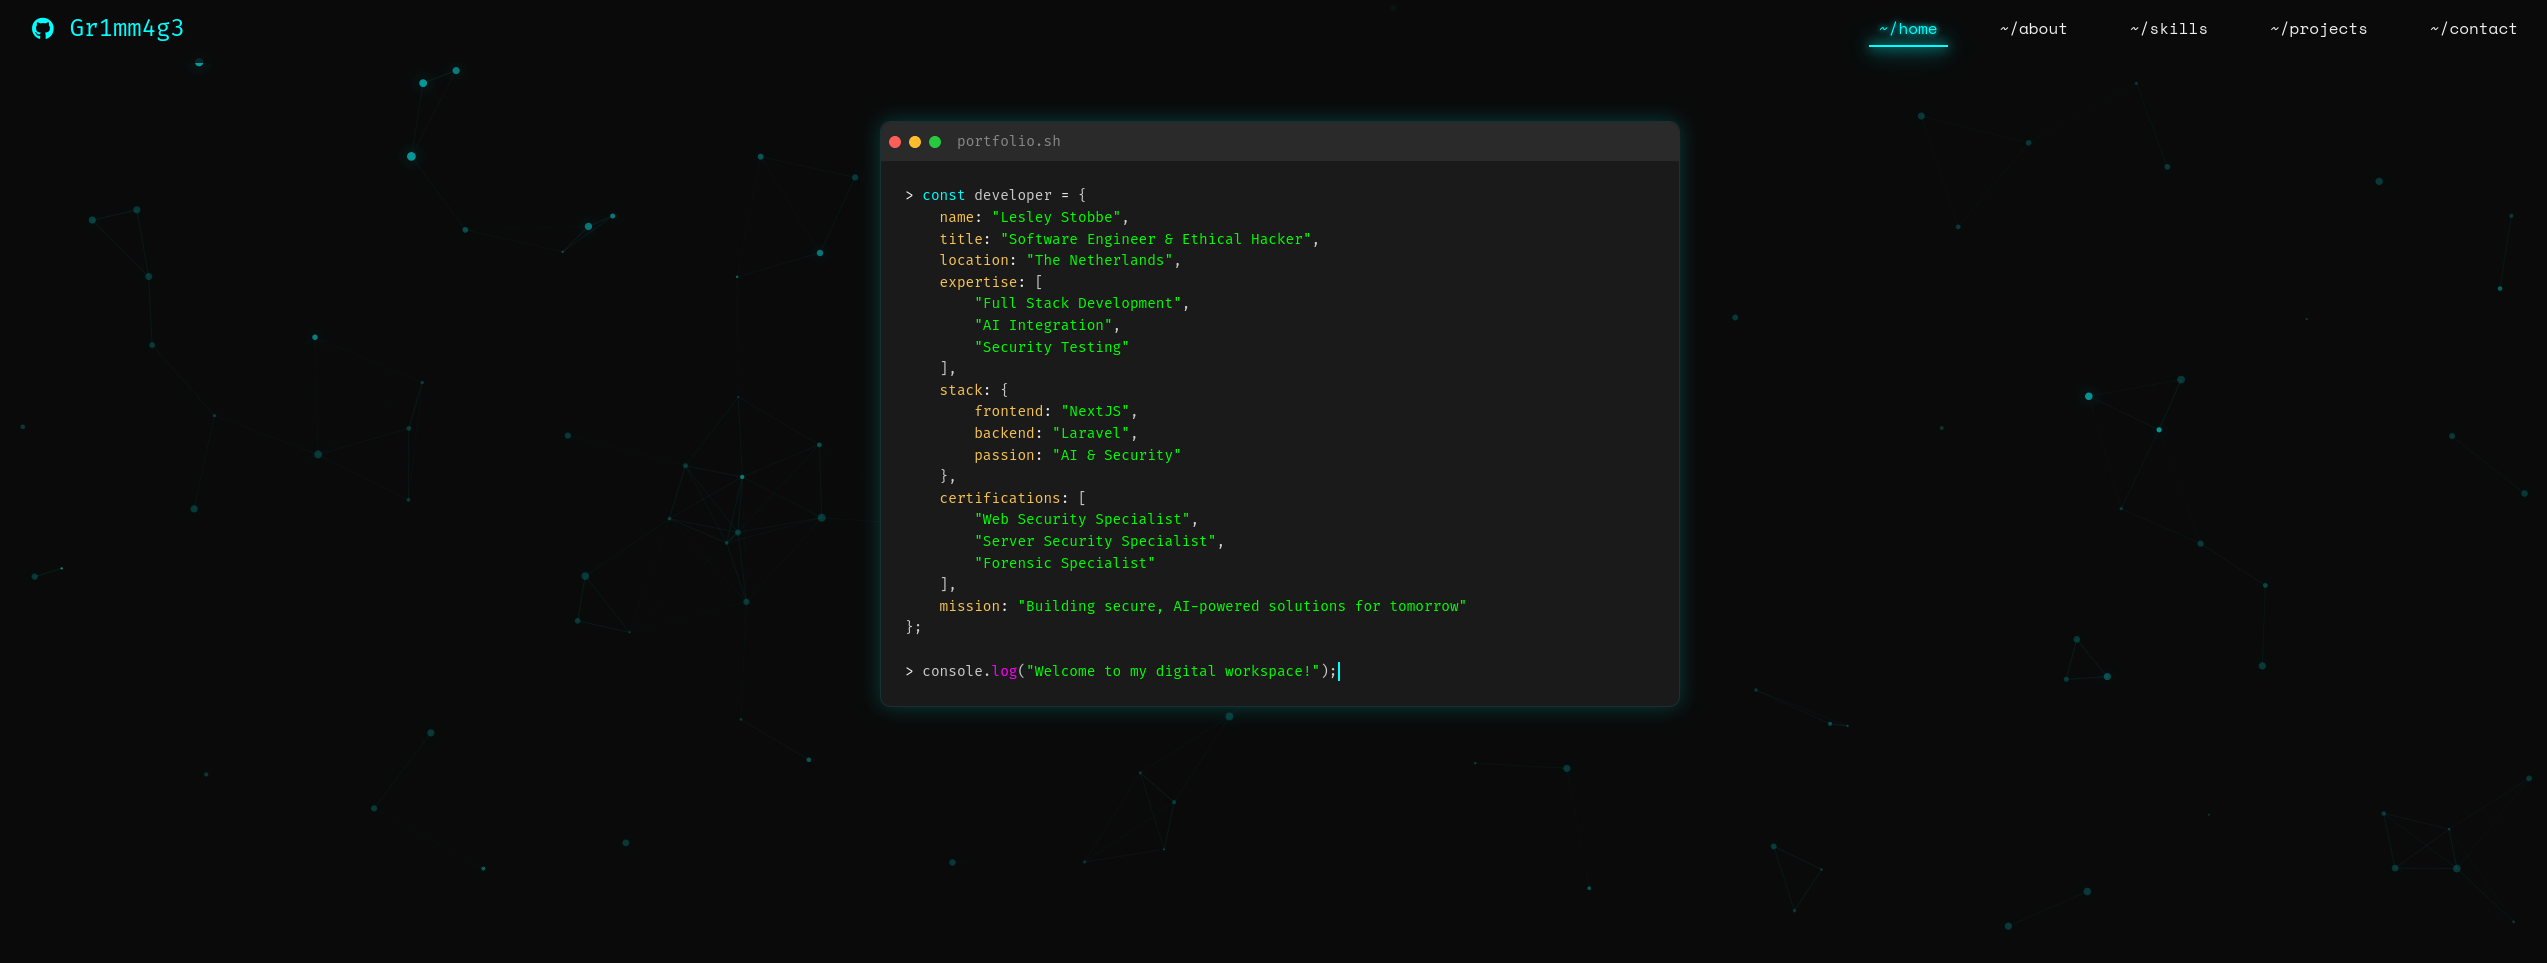 Gr1mm4g3
~/home ~/about ~/skills ~/projects ~/contact
portfolio.sh
> const developer = {
    name: "Lesley Stobbe",
    title: "Software Engineer & Ethical Hacker",
    location: "The Netherlands",
    expertise: [
        "Full Stack Development",
        "AI Integration",
        "Security Testing"
    ],
    stack: {
        frontend: "NextJS",
        backend: "Laravel",
        passion: "AI & Security"
    },
    certifications: [
        "Web Security Specialist",
        "Server Security Specialist",
        "Forensic Specialist"
    ],
    mission: "Building secure, AI-powered solutions for tomorrow"
};
> console.log("Welcome to my digital workspace!");